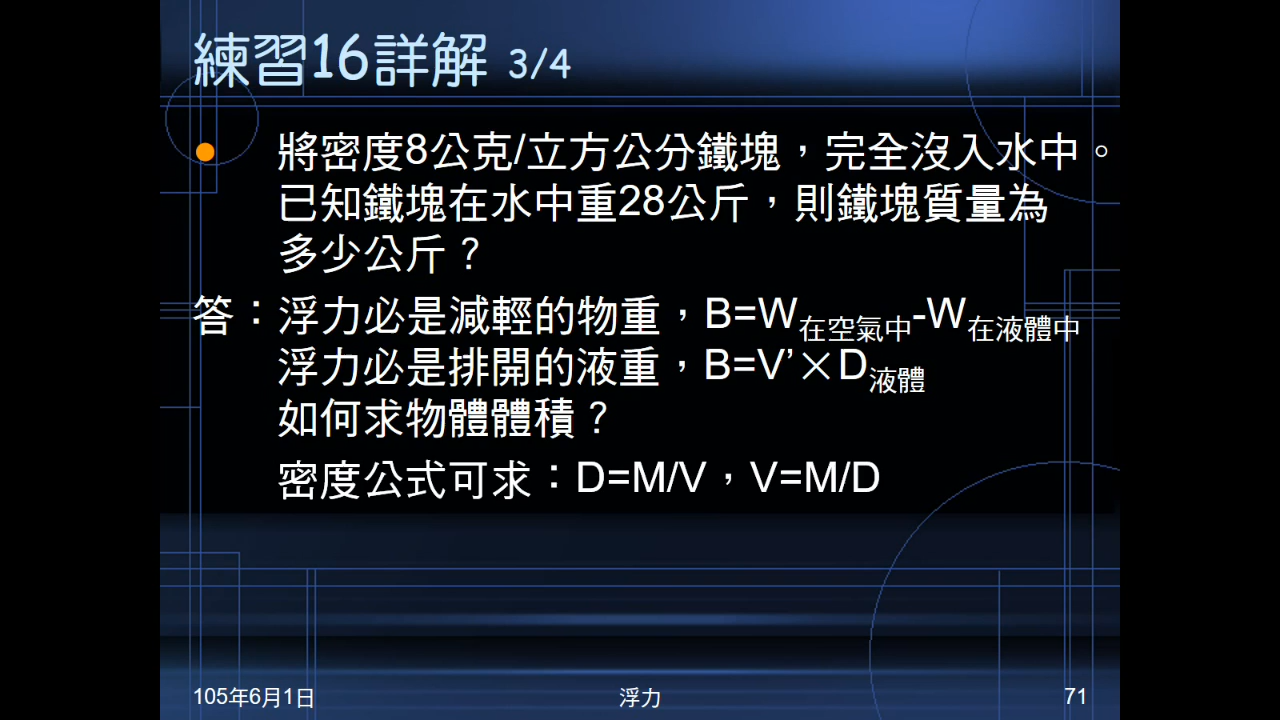 練習16詳解 3/4
將密度8公克/立方公分鐵塊，完全沒入水中。
已知鐵塊在水中重28公斤，則鐵塊質量為
多少公斤？
答：浮力必是減輕的物重，B=W在空氣中-W在液體中
浮力必是排開的液重，B=V’×D液體
如何求物體體積？
密度公式可求：D=M/V，V=M/D
105年6月1日 浮力 71